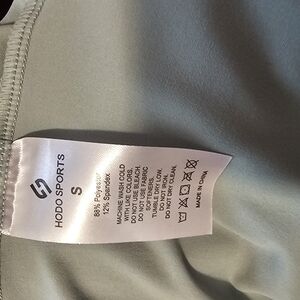 HODO SPORTS
S
88% Polyester
12% Spandex
MACHINE WASH COLD
WITH LIKE COLORS.
DO NOT USE BLEACH.
DO NOT USE FABRIC
SOFTENERS.
TUMBLE DRY LOW.
DO NOT IRON.
DO NOT DRY CLEAN.
MADE IN CHINA